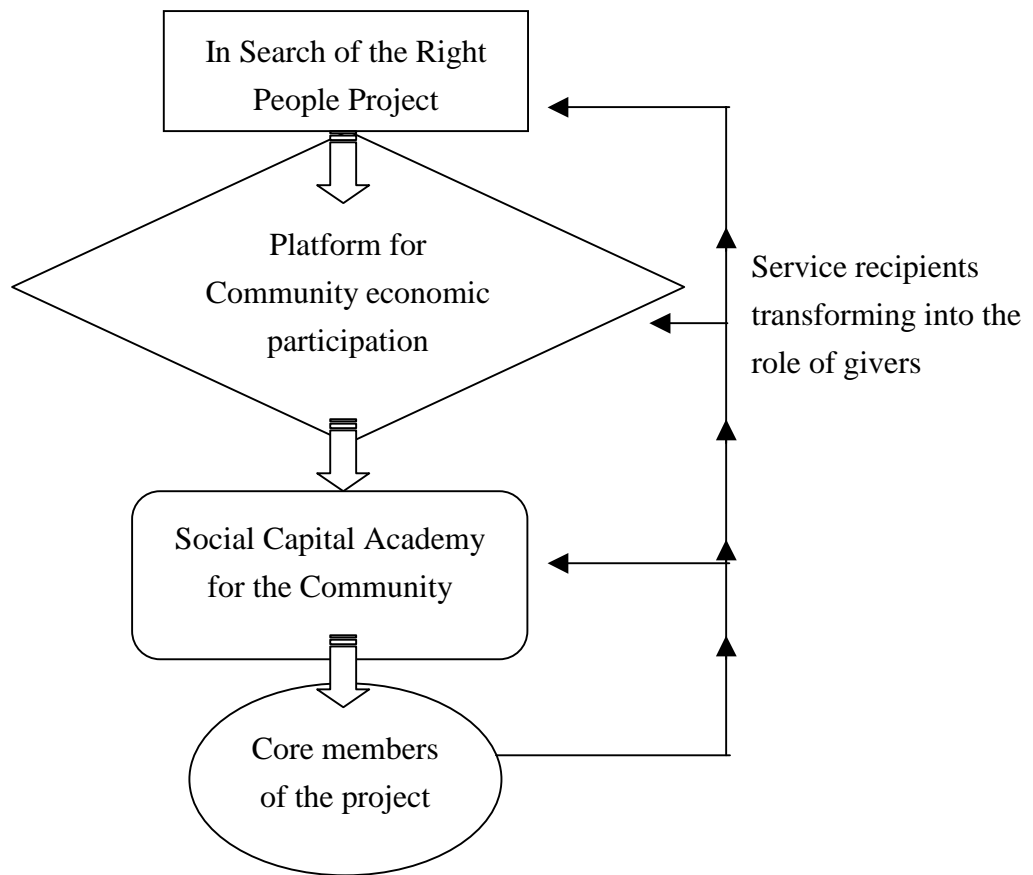 In Search of the Right
People Project
Platform for
Community economic
participation
Service recipients
transforming into the
role of givers
Social Capital Academy
for the Community
Core members
of the project